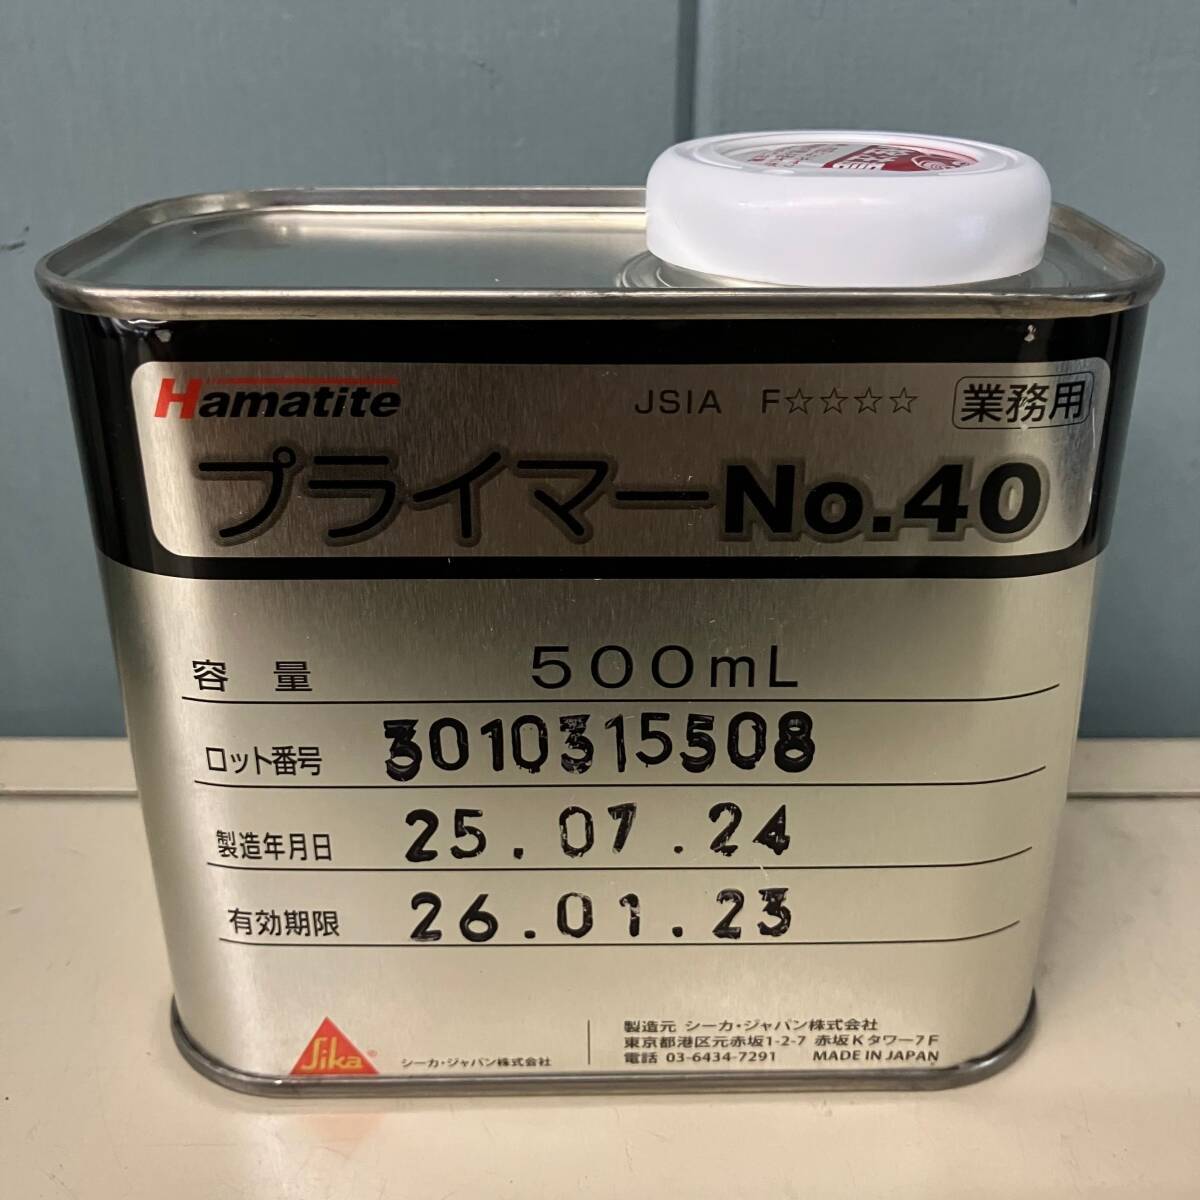 Hamatite
JSIA F☆☆☆☆ 業務用
プライマーNo.40
容量 500mL
ロット番号 3010315508
製造年月日 25.07.24
有効期限 26.01.23
Sika
シーカ・ジャパン株式会社
製造元 シーカ・ジャパン株式会社
東京都港区元赤坂1-2-7 赤坂Kタワー7F
電話 03-6434-7291 MADE IN JAPAN